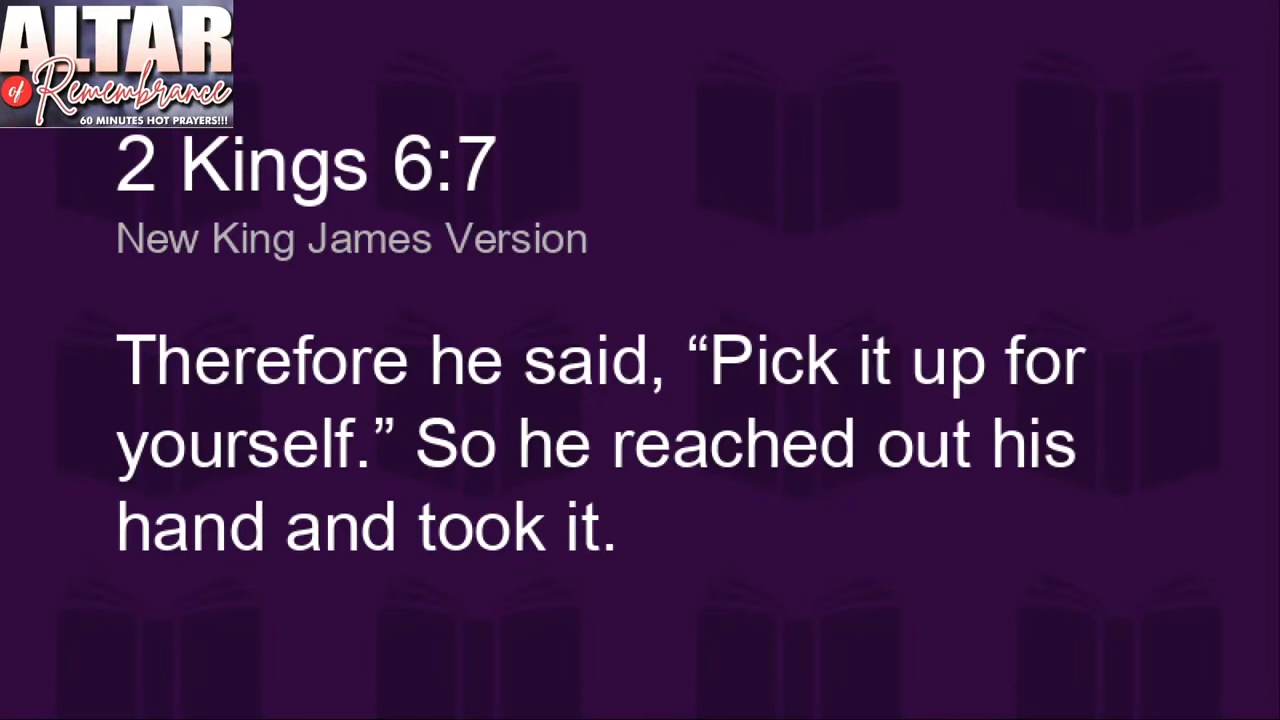 ALTAR
of Remembrance
60 MINUTES HOT PRAYERS!!!
2 Kings 6:7
New King James Version
Therefore he said, “Pick it up for
yourself.” So he reached out his
hand and took it.